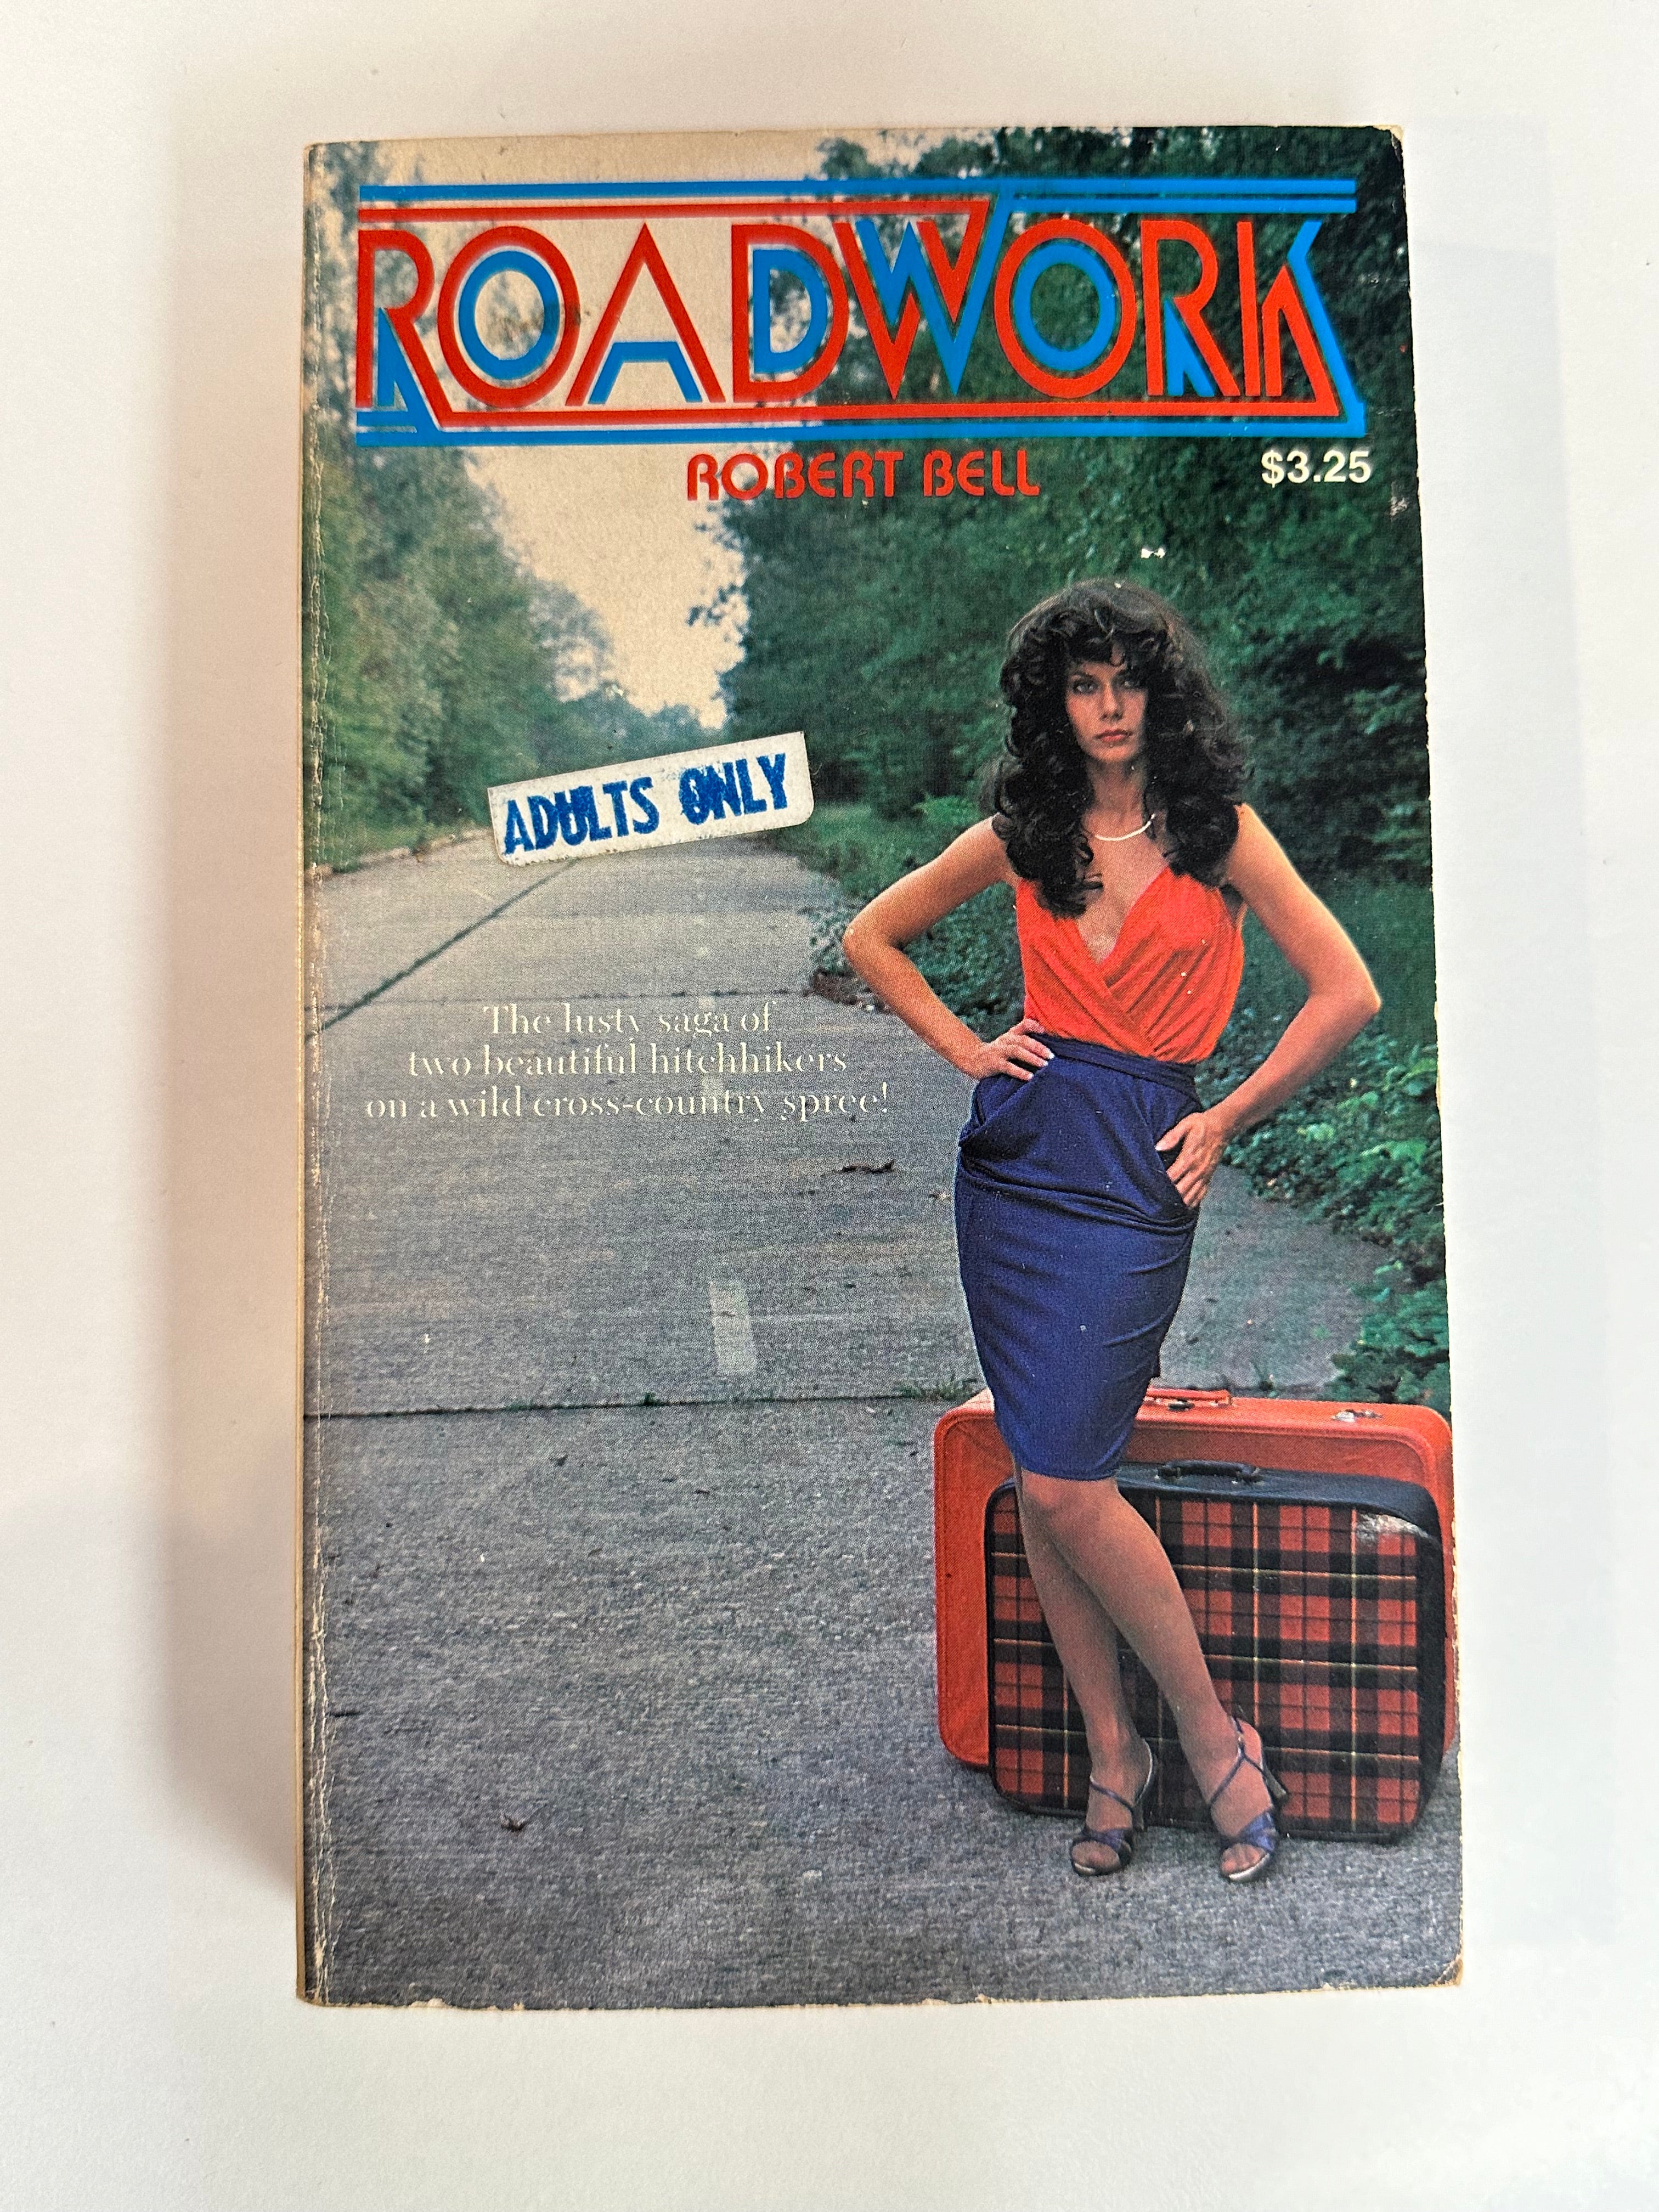 ROADWORK
ROBERT BELL
$3.25
ADULTS ONLY
The lusty saga of
two beautiful hitchhikers
on a wild cross-country spree!